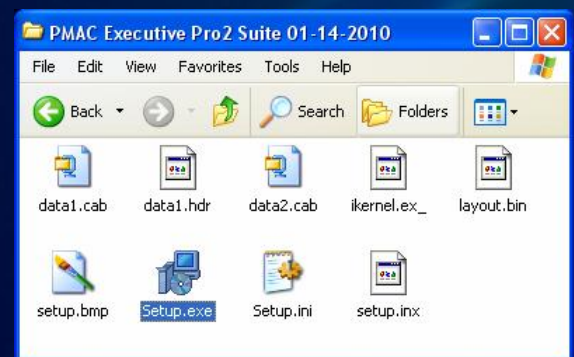 PMAC Executive Pro2 Suite 01-14-2010
File Edit View Favorites Tools Help
Back Search Folders
data1.cab data1.hdr data2.cab ikernel.ex_ layout.bin
setup.bmp Setup.exe Setup.ini setup.inx